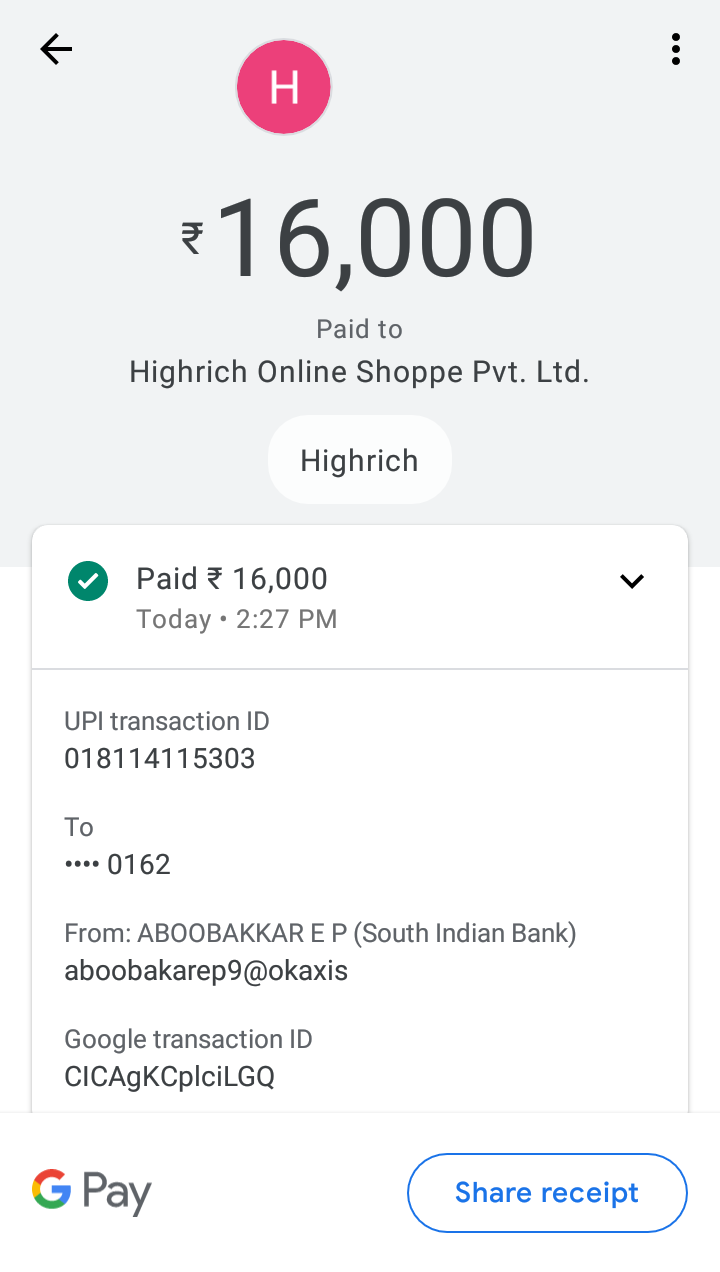 H
₹16,000
Paid to
Highrich Online Shoppe Pvt. Ltd.
Highrich
Paid ₹ 16,000
Today • 2:27 PM
UPI transaction ID
018114115303
To
•••• 0162
From: ABOOBAKKAR E P (South Indian Bank)
aboobakarep9@okaxis
Google transaction ID
CICAgKCplciLGQ
G Pay
Share receipt